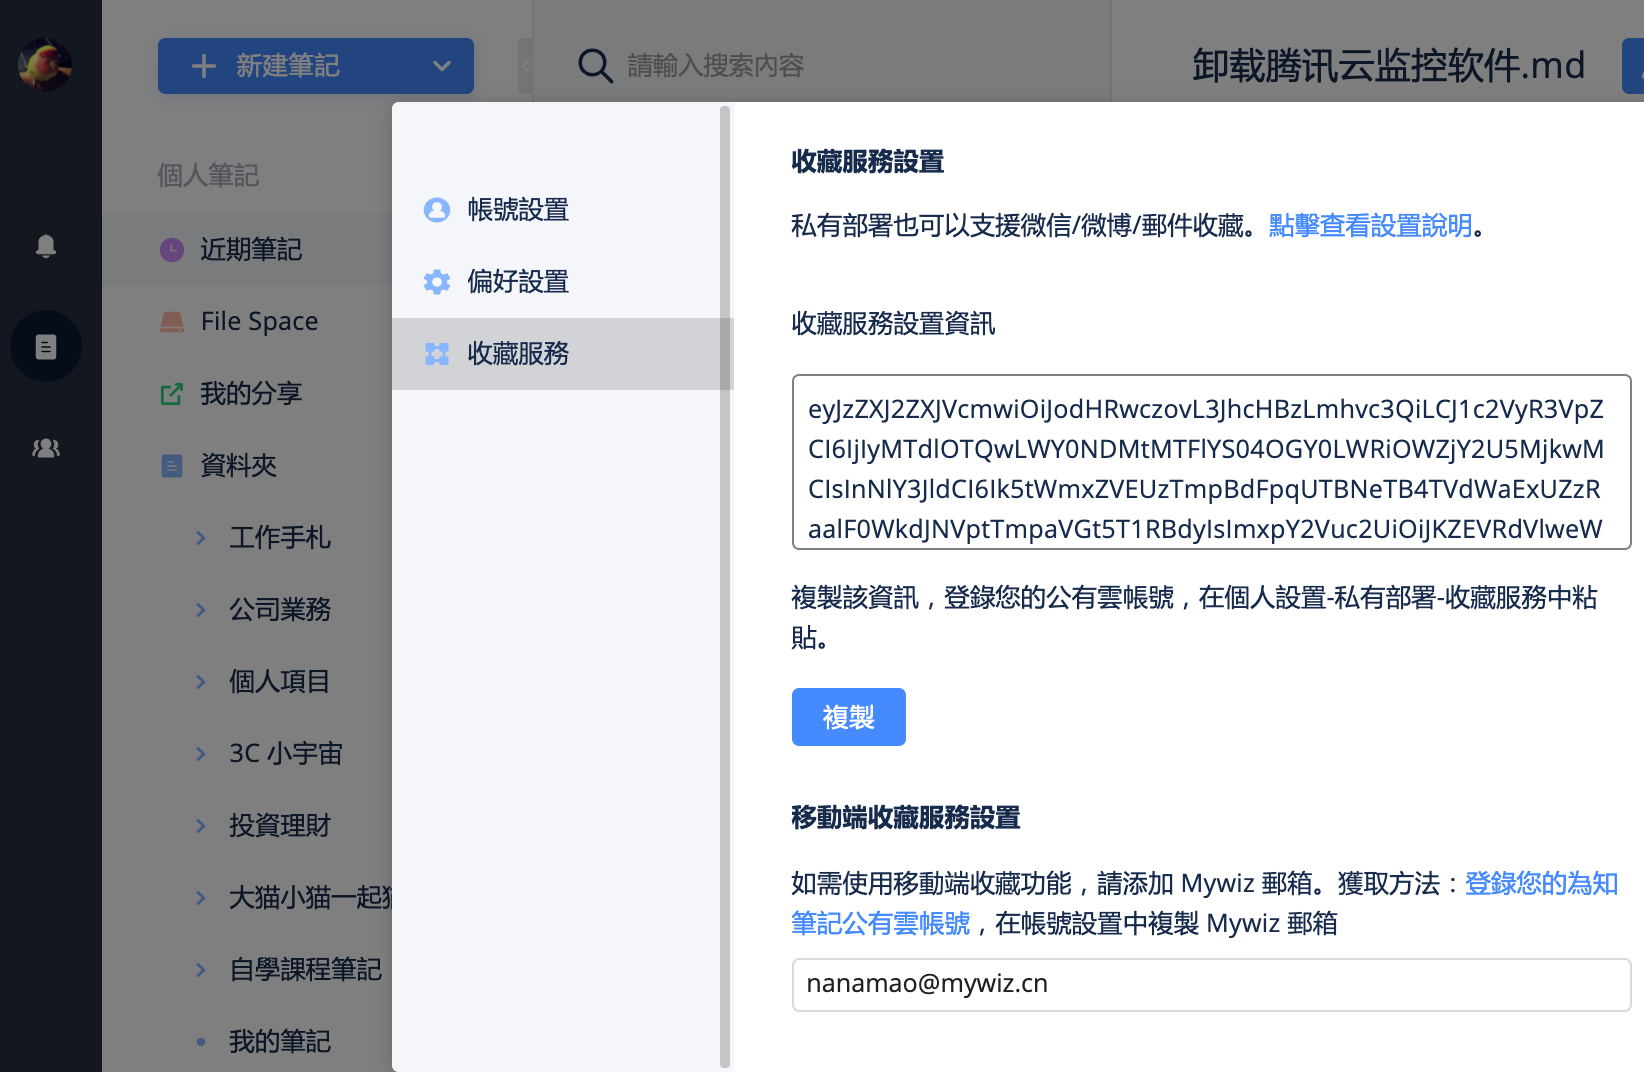 新建筆記
請輸入搜索内容
卸载腾讯云监控软件.md
個人筆記
近期筆記
File Space
我的分享
資料夾
工作手札
公司業務
個人項目
3C 小宇宙
投資理財
大猫小猫一起
自學課程筆記
我的筆記
帳號設置
偏好設置
收藏服務
收藏服務設置
私有部署也可以支援微信/微博/郵件收藏。點擊查看設置說明。
收藏服務設置資訊
eyJzZXJ2ZXJVcmwiOiJodHRwczovL3JhcHBzLmhvc3QiLCJ1c2VyR3VpZ
CI6IjIyMTdlOTQwLWY0NDMtMTFlYS04OGY0LWRiOWZjY2U5MjkwM
CIsInNlY3JldCI6Ik5tWmxZVEUzTmpBdFpqUTBNeTB4TVdWaExUZzR
aalF0WkdJNVptTmpaVGt5T1RBdyIsImxpY2Vuc2UiOiJKZEVRdVlweW
複製該資訊，登錄您的公有雲帳號，在個人設置-私有部署-收藏服務中粘
貼。
複製
移動端收藏服務設置
如需使用移動端收藏功能，請添加 Mywiz 郵箱。獲取方法：登錄您的為知
筆記公有雲帳號，在帳號設置中複製 Mywiz 郵箱
nanamao@mywiz.cn